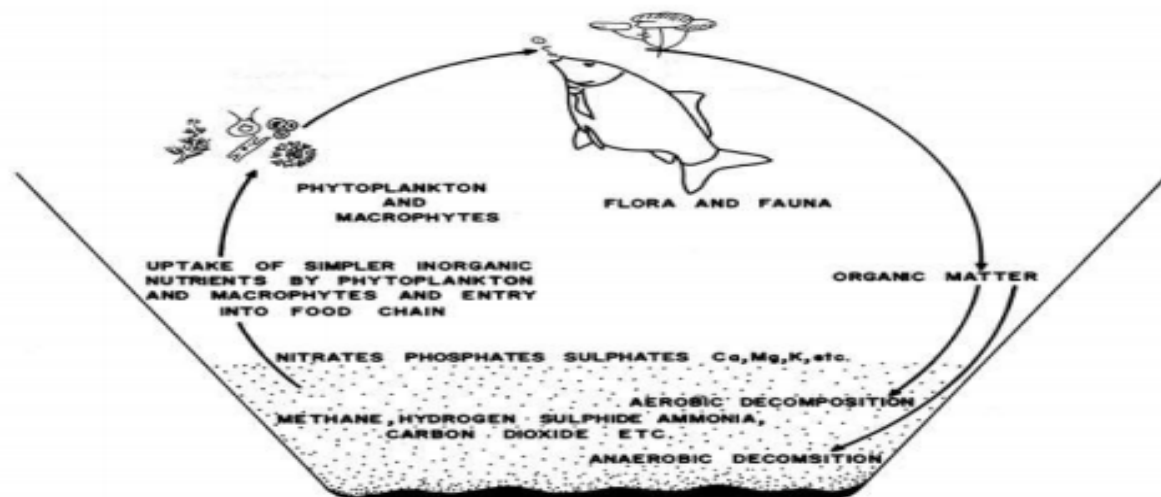 PHYTOPLANKTON
AND
MACROPHYTES
FLORA AND FAUNA
UPTAKE OF SIMPLER INORGANIC
NUTRIENTS BY PHYTOPLANKTON
AND MACROPHYTES AND ENTRY
INTO FOOD CHAIN
ORGANIC MATTER
NITRATES PHOSPHATES SULPHATES Ca,Mg,K,etc.
AEROBIC DECOMPOSITION
METHANE,HYDROGEN SULPHIDE AMMONIA,
CARBON DIOXIDE ETC.
ANAEROBIC DECOMSITION